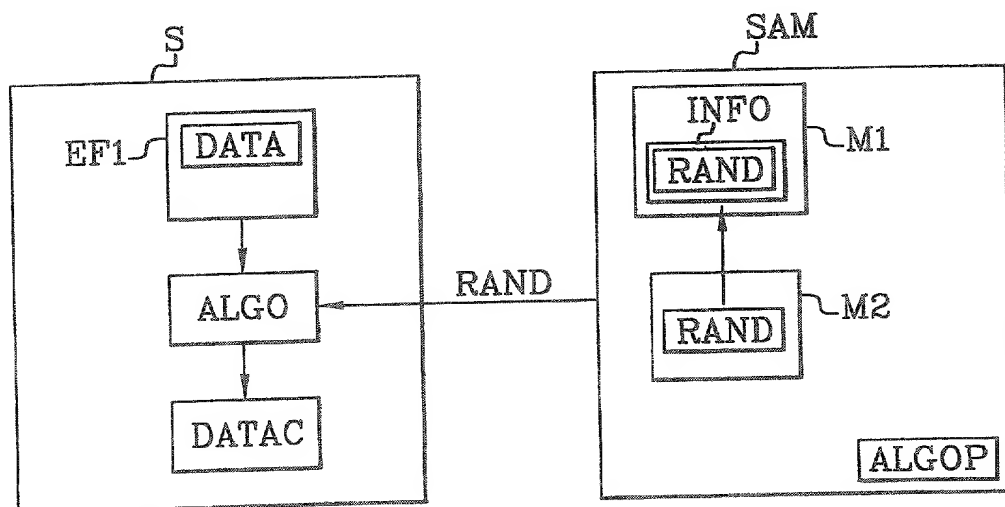 S
SAM
EF1
DATA
INFO
RAND
M1
ALGO
RAND
RAND
M2
DATAC
ALGOP